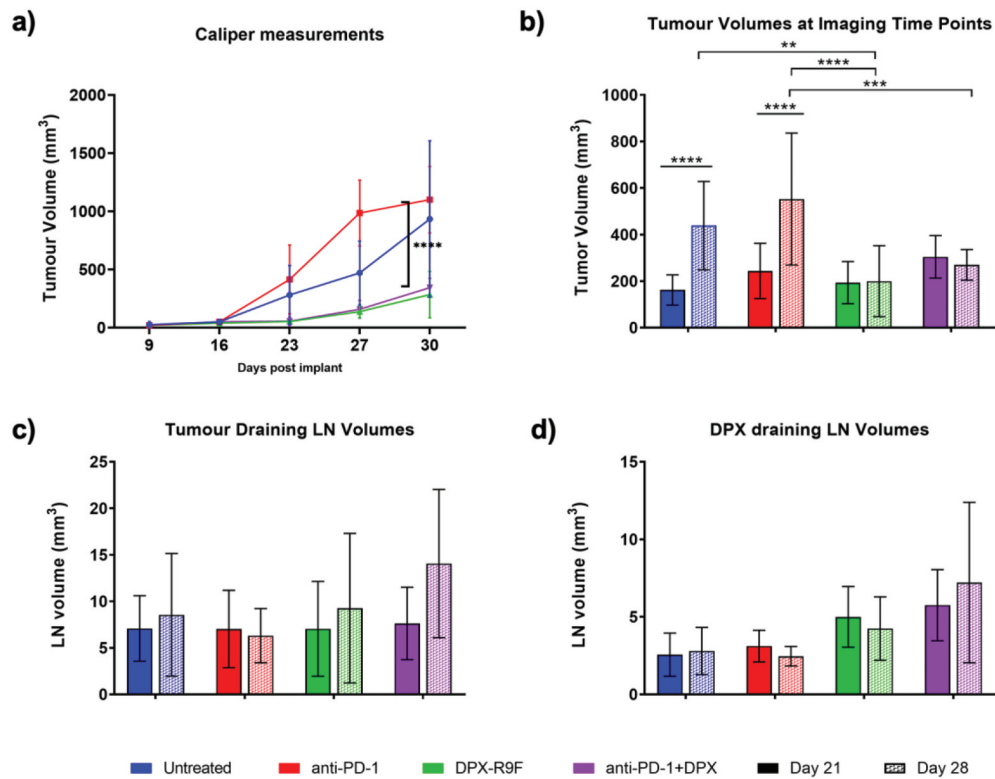 a)
Caliper measurements
Tumour Volume (mm³)
2000
1500
1000
500
0
****
9 16 23 27 30
Days post implant
b)
Tumour Volumes at Imaging Time Points
Tumor Volume (mm³)
1000
800
600
400
200
0
**
****
***
****
****
c)
Tumour Draining LN Volumes
LN volume (mm³)
25
20
15
10
5
0
d)
DPX draining LN Volumes
LN volume (mm³)
15
10
5
0
Untreated anti-PD-1 DPX-R9F anti-PD-1+DPX Day 21 Day 28